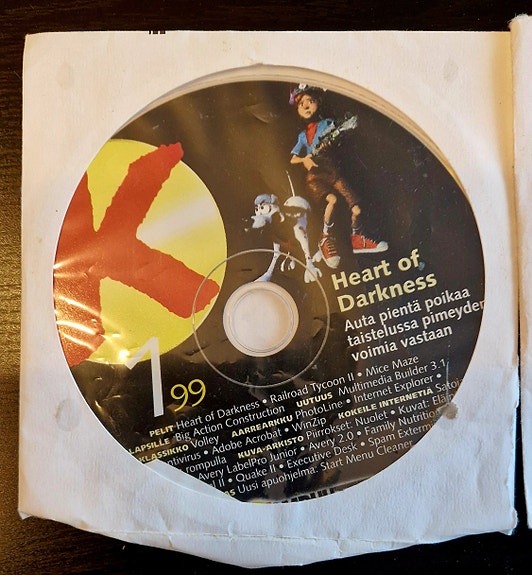 K
Heart of
Darkness
Auta pientä poikaa
taistelussa pimeyden
voimia vastaan
1 99
PELIT Heart of Darkness • Railroad Tycoon II • Mice Maze
LAPSILLE Big Action Construction UUTUUS Multimedia Builder 3.1
KLASSIKKO Volley AARREARKKU PhotoLine • Internet Explorer •
Adobe Acrobat • WinZip KOKEILE INTERNETIÄ
rompulla KUVA-ARKISTO Piirrokset: Nuolet • Kuvat:
Avery LabelPro Junior • Avery 2.0 • Family Nutrition
II • Quake II • Executive Desk • Spam
Uusi apuohjelma: Start Menu Cleaner